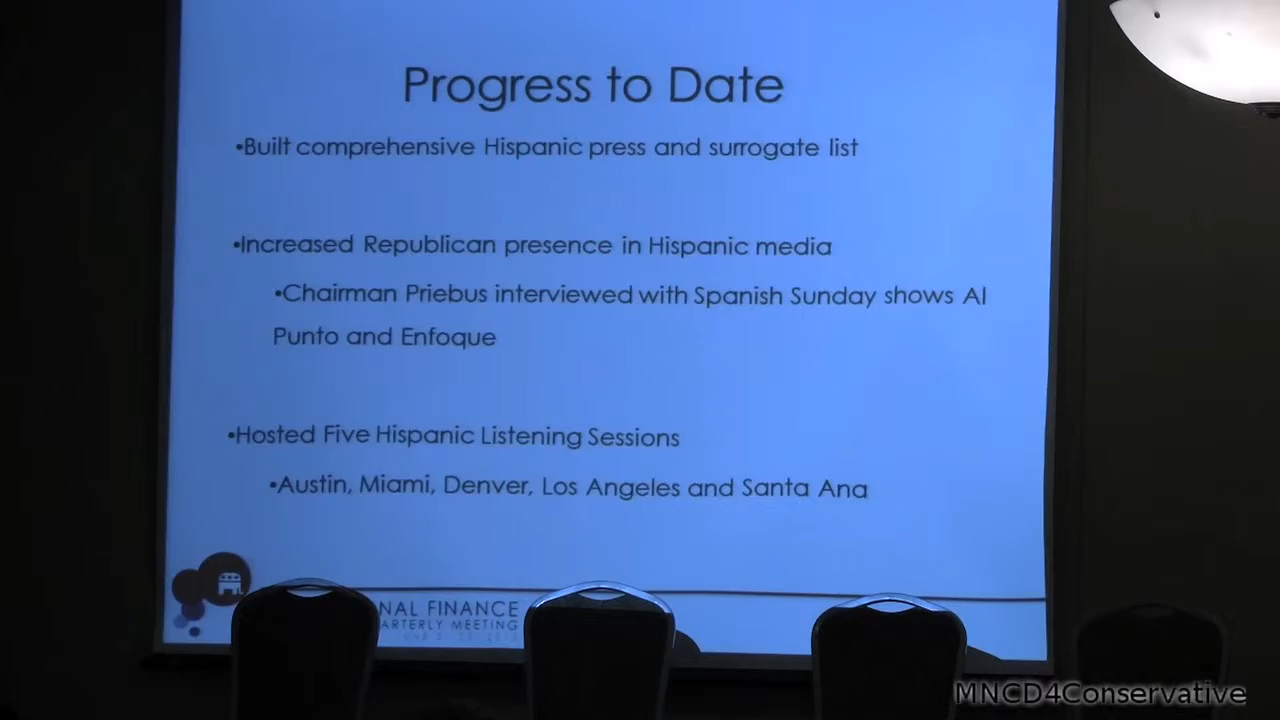 Progress to Date
•Built comprehensive Hispanic press and surrogate list
•Increased Republican presence in Hispanic media
•Chairman Priebus interviewed with Spanish Sunday shows Al
Punto and Enfoque
•Hosted Five Hispanic Listening Sessions
•Austin, Miami, Denver, Los Angeles and Santa Ana
NAL FINANCE
ARTERLY MEETING
MNCD4Conservative